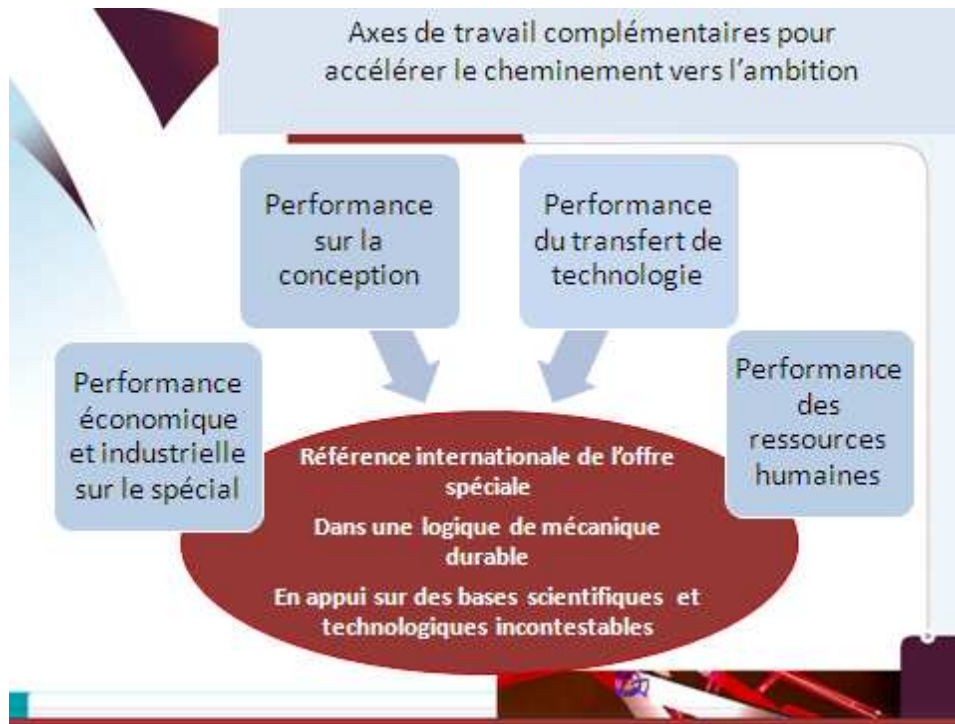 Axes de travail complémentaires pour
accélérer le cheminement vers l'ambition
Performance
sur la
conception
Performance
du transfert de
technologie
Performance
économique
et industrielle
sur le spécial
Performance
des
ressources
humaines
Référence internationale de l'offre
spéciale
Dans une logique de mécanique
durable
En appui sur des bases scientifiques et
technologiques incontestables